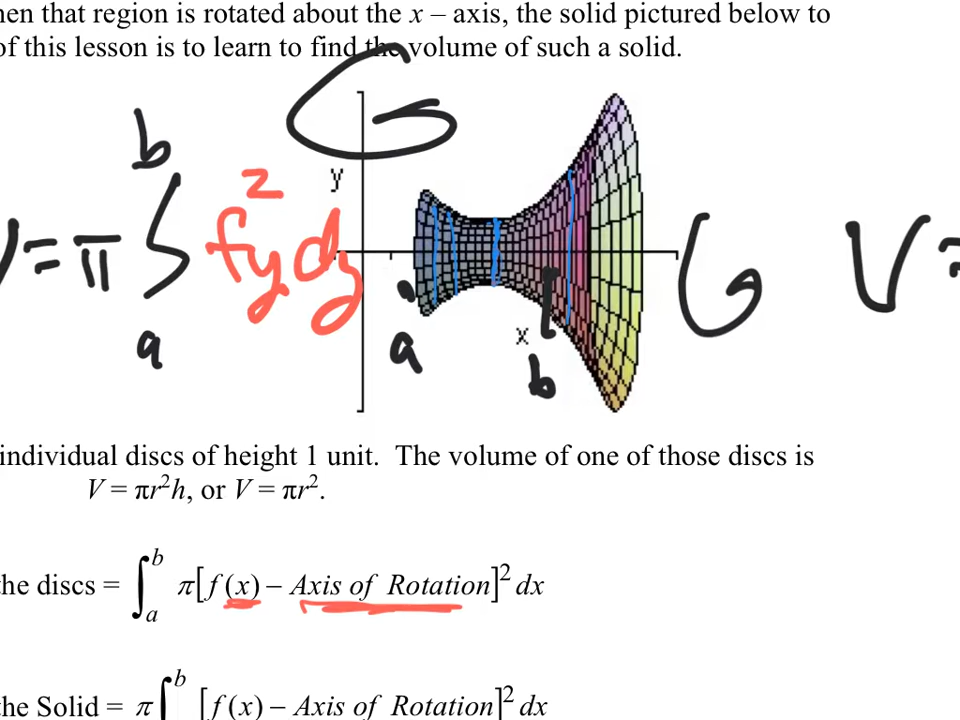 hen that region is rotated about the x – axis, the solid pictured below to
of this lesson is to learn to find the volume of such a solid.
b
2
y
V = π ∫ f y dy
V =
a
a
x
b
individual discs of height 1 unit. The volume of one of those discs is
V = πr²h, or V = πr².
the discs = ∫_a^b π[f(x) – Axis of Rotation]² dx
the Solid = π ∫^b [f(x) – Axis of Rotation]² dx